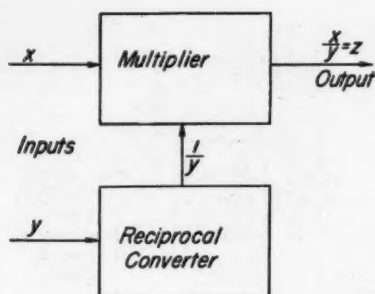 x
Multiplier
x/y = z
Output
Inputs
1/y
y
Reciprocal
Converter